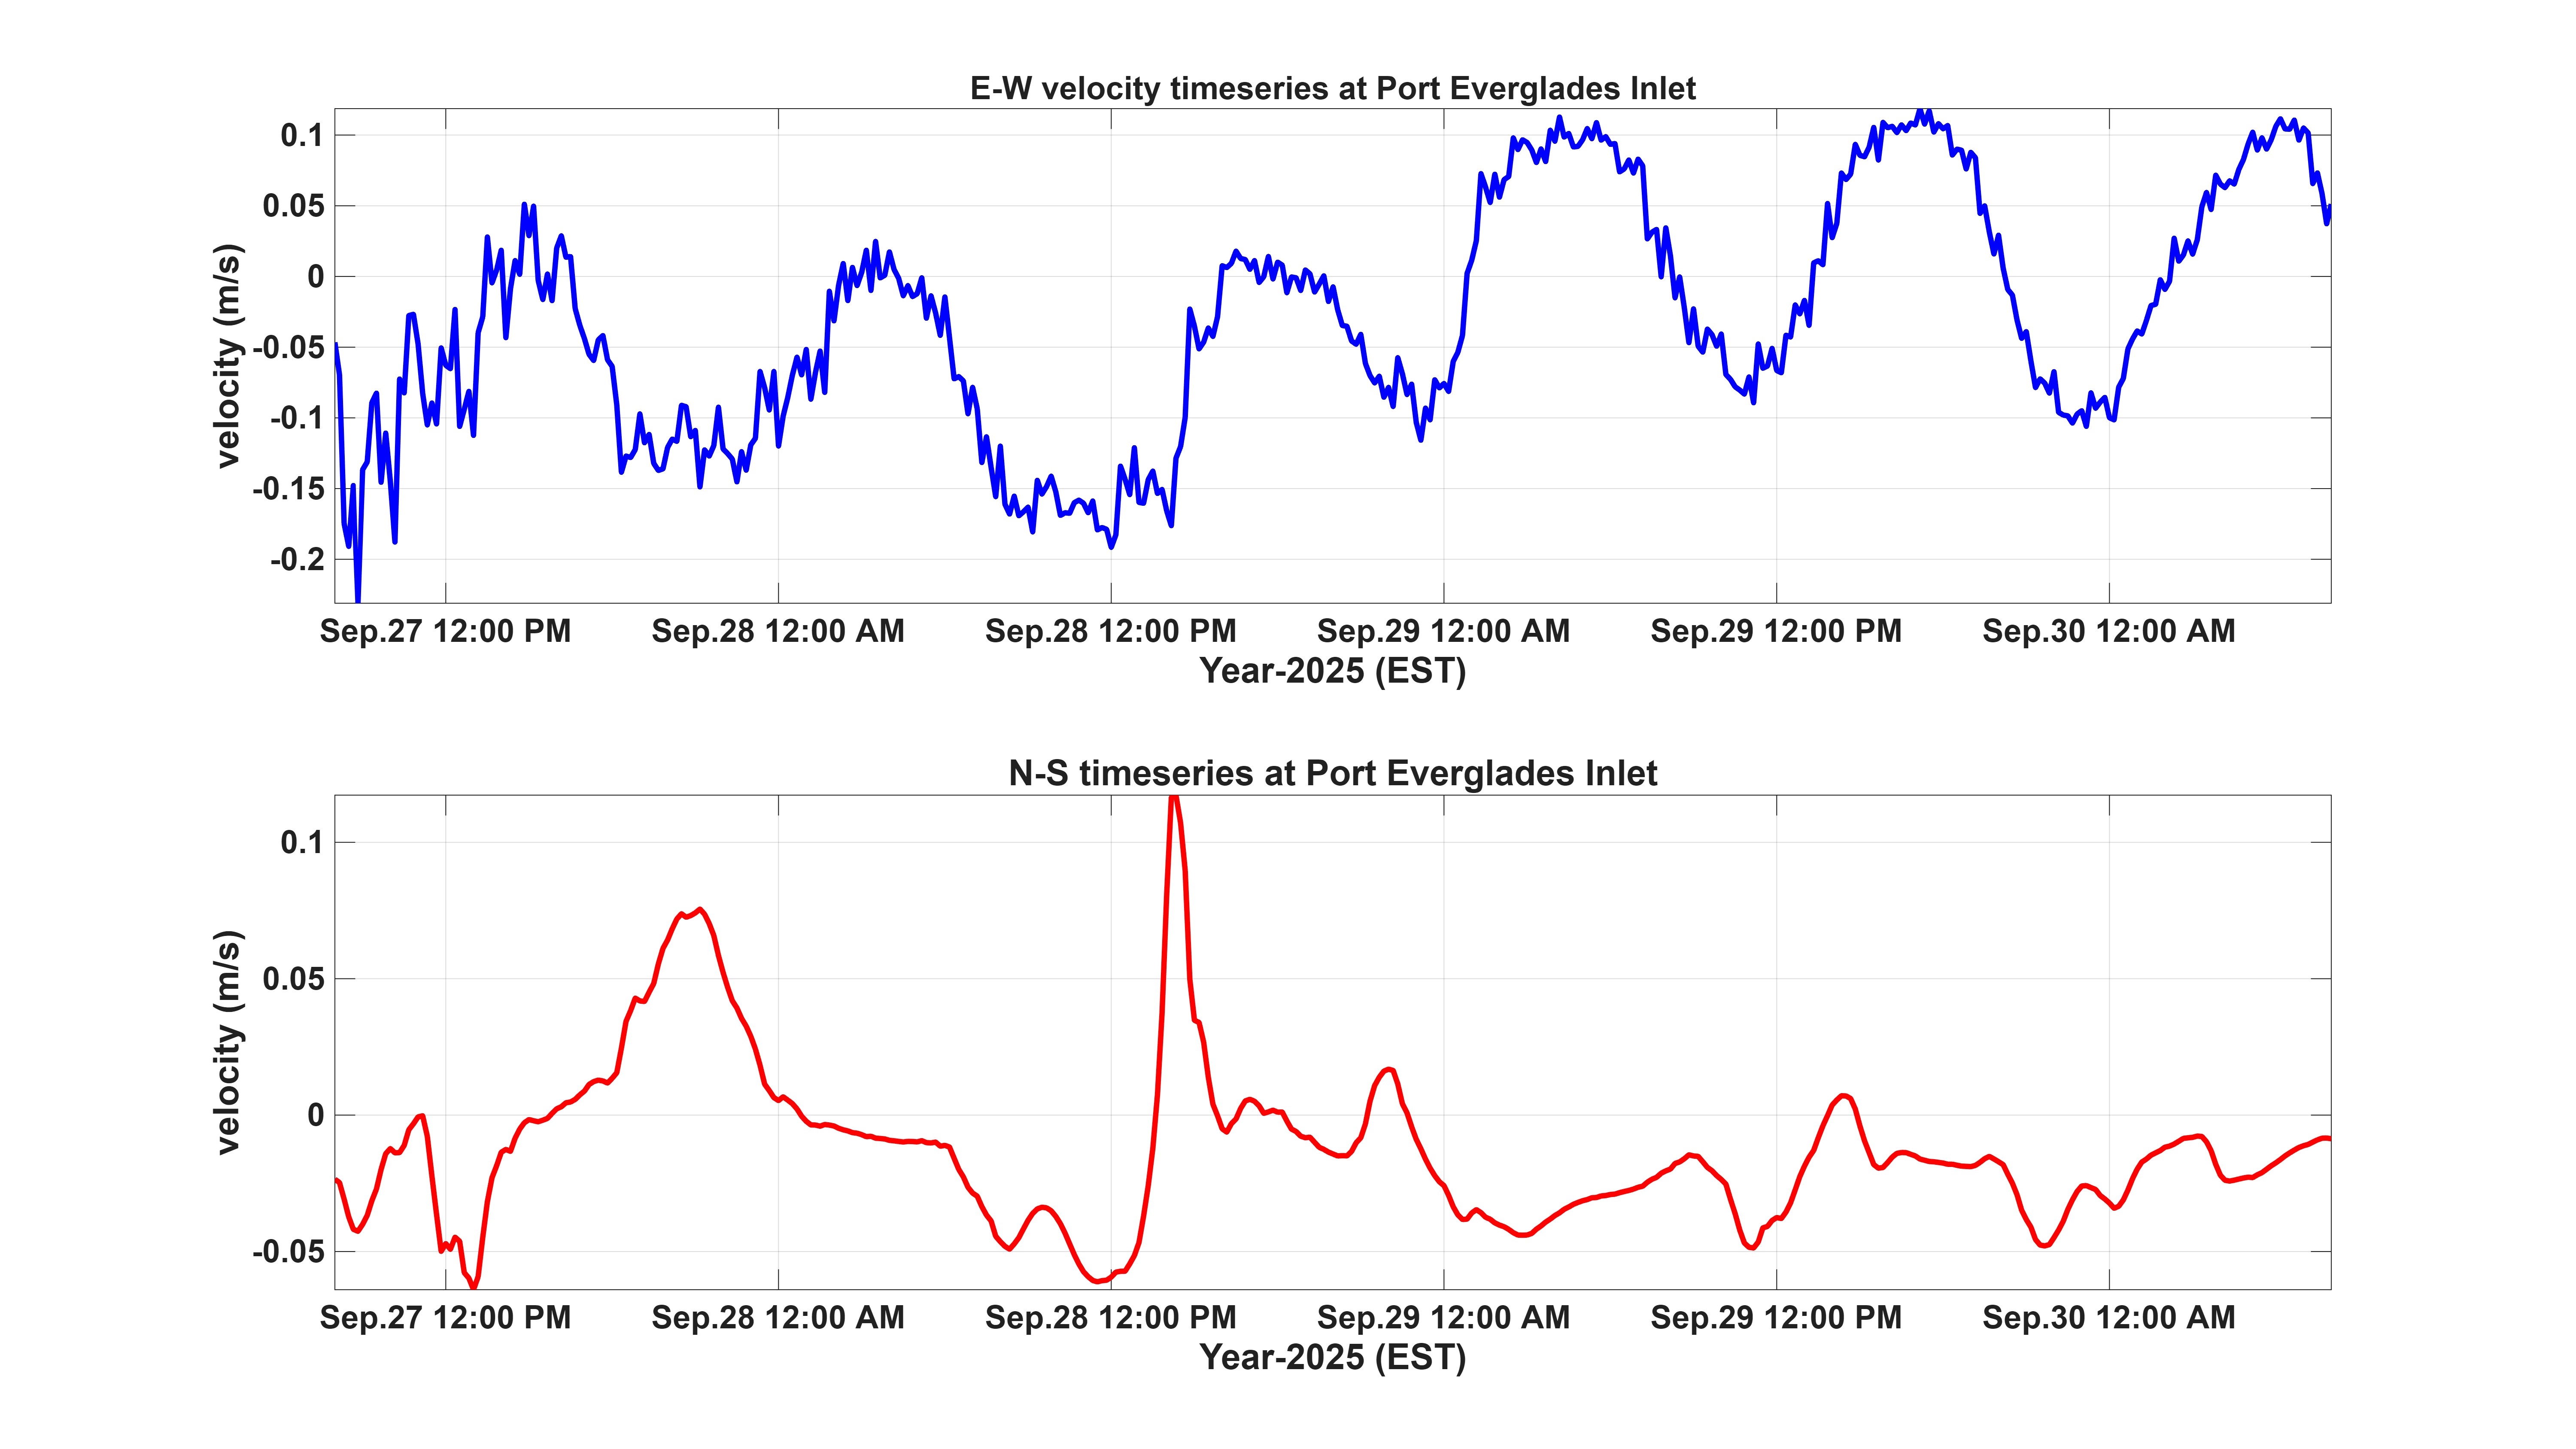 E-W velocity timeseries at Port Everglades Inlet
velocity (m/s)
0.1
0.05
0
-0.05
-0.1
-0.15
-0.2
Sep.27 12:00 PM
Sep.28 12:00 AM
Sep.28 12:00 PM
Sep.29 12:00 AM
Sep.29 12:00 PM
Sep.30 12:00 AM
Year-2025 (EST)
N-S timeseries at Port Everglades Inlet
velocity (m/s)
0.1
0.05
0
-0.05
Sep.27 12:00 PM
Sep.28 12:00 AM
Sep.28 12:00 PM
Sep.29 12:00 AM
Sep.29 12:00 PM
Sep.30 12:00 AM
Year-2025 (EST)